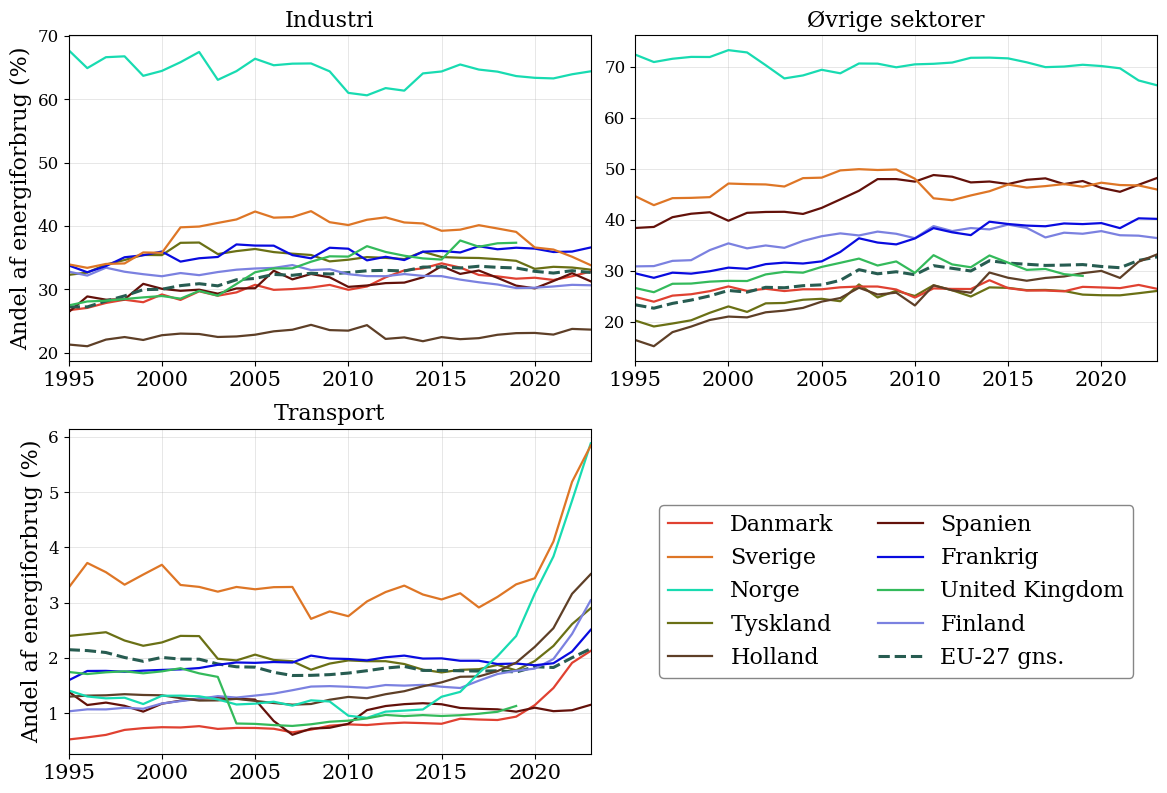 Industri
Øvrige sektorer
Andel af energiforbrug (%)
70
60
50
40
30
20
1995 2000 2005 2010 2015 2020
70
60
50
40
30
20
1995 2000 2005 2010 2015 2020
Transport
Andel af energiforbrug (%)
6
5
4
3
2
1
1995 2000 2005 2010 2015 2020
Danmark
Sverige
Norge
Tyskland
Holland
Spanien
Frankrig
United Kingdom
Finland
EU-27 gns.